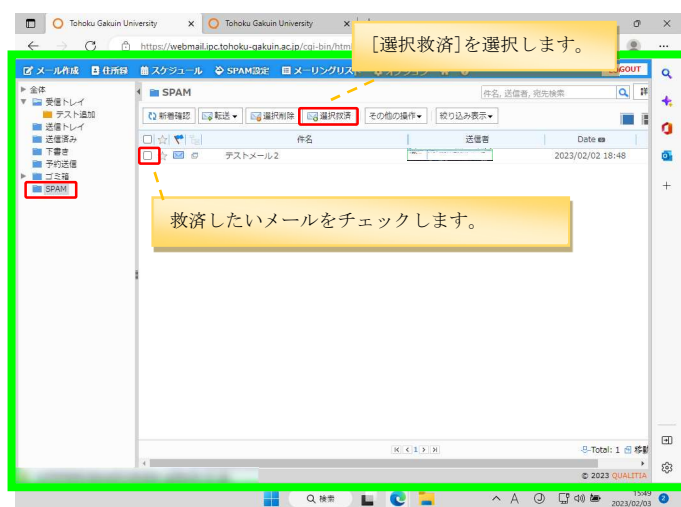 Tohoku Gakuin University
Tohoku Gakuin University
https://webmail.ipc.tohoku-gakuin.ac.jp/cgi-bin/htm
[選択救済]を選択します。
メール作成 住所録 スケジュール SPAM設定 メーリングリス
GOUT
全体
受信トレイ
テスト追加
送信トレイ
送信済み
下書き
予約送信
ゴミ箱
SPAM
SPAM
件名, 送信者, 宛先検索
詳
新着確認 転送 選択削除 選択救済 その他の操作 絞り込み表示
件名 送信者 Date
テストメール2 2023/02/02 18:48
救済したいメールをチェックします。
1
Total: 1 移動
© 2023 QUALITIA
検索
A
15:49
2023/02/03
2